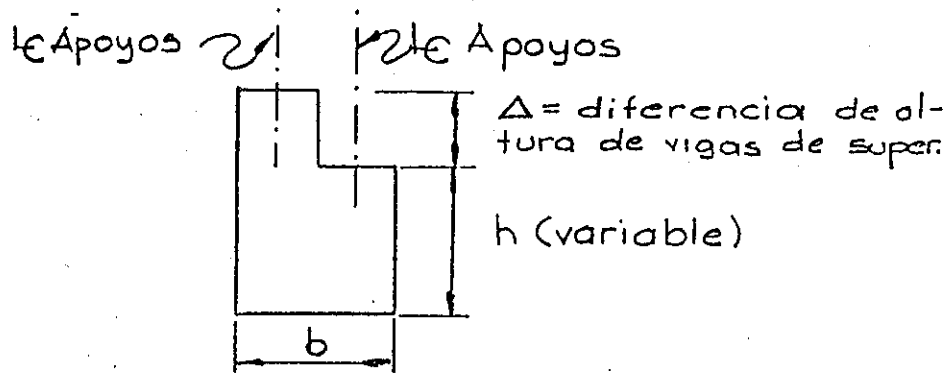 ℄ Apoyos
℄ Apoyos
Δ = diferencia de al-
tura de vigas de super.
h (variable)
b